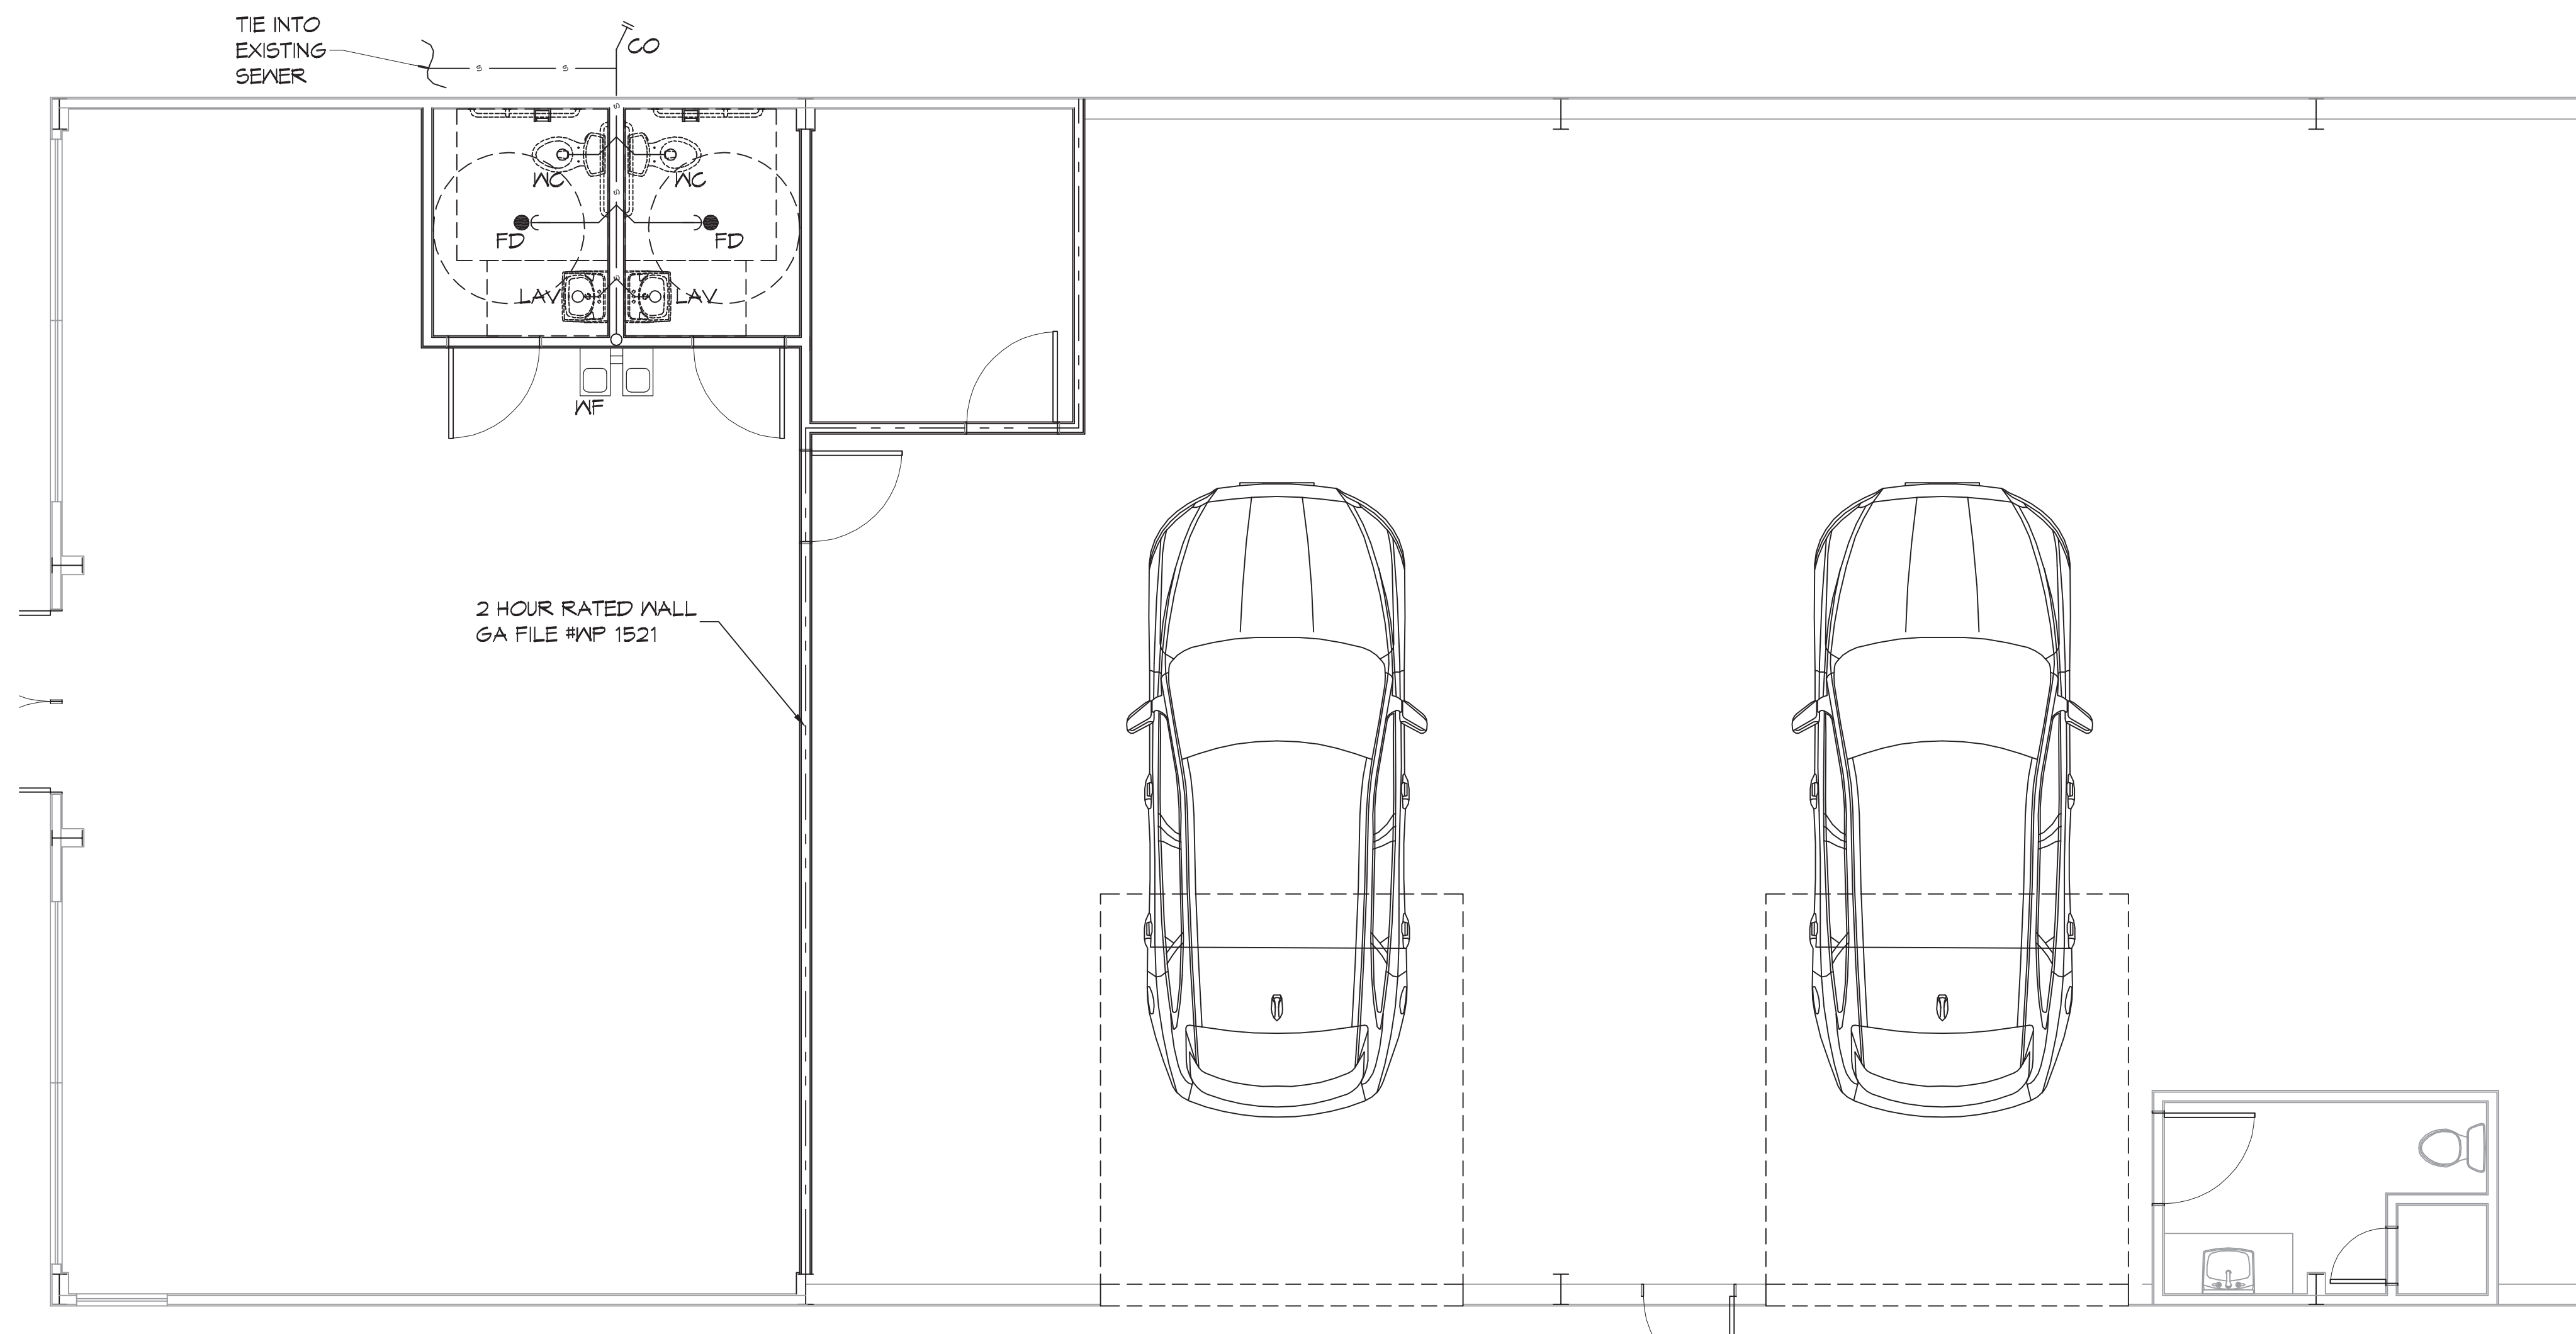 TIE INTO
EXISTING
SEWER
CO
S S
S
WC WC
S
FD FD
S
LAV LAV
WF
2 HOUR RATED WALL
GA FILE #WP 1521